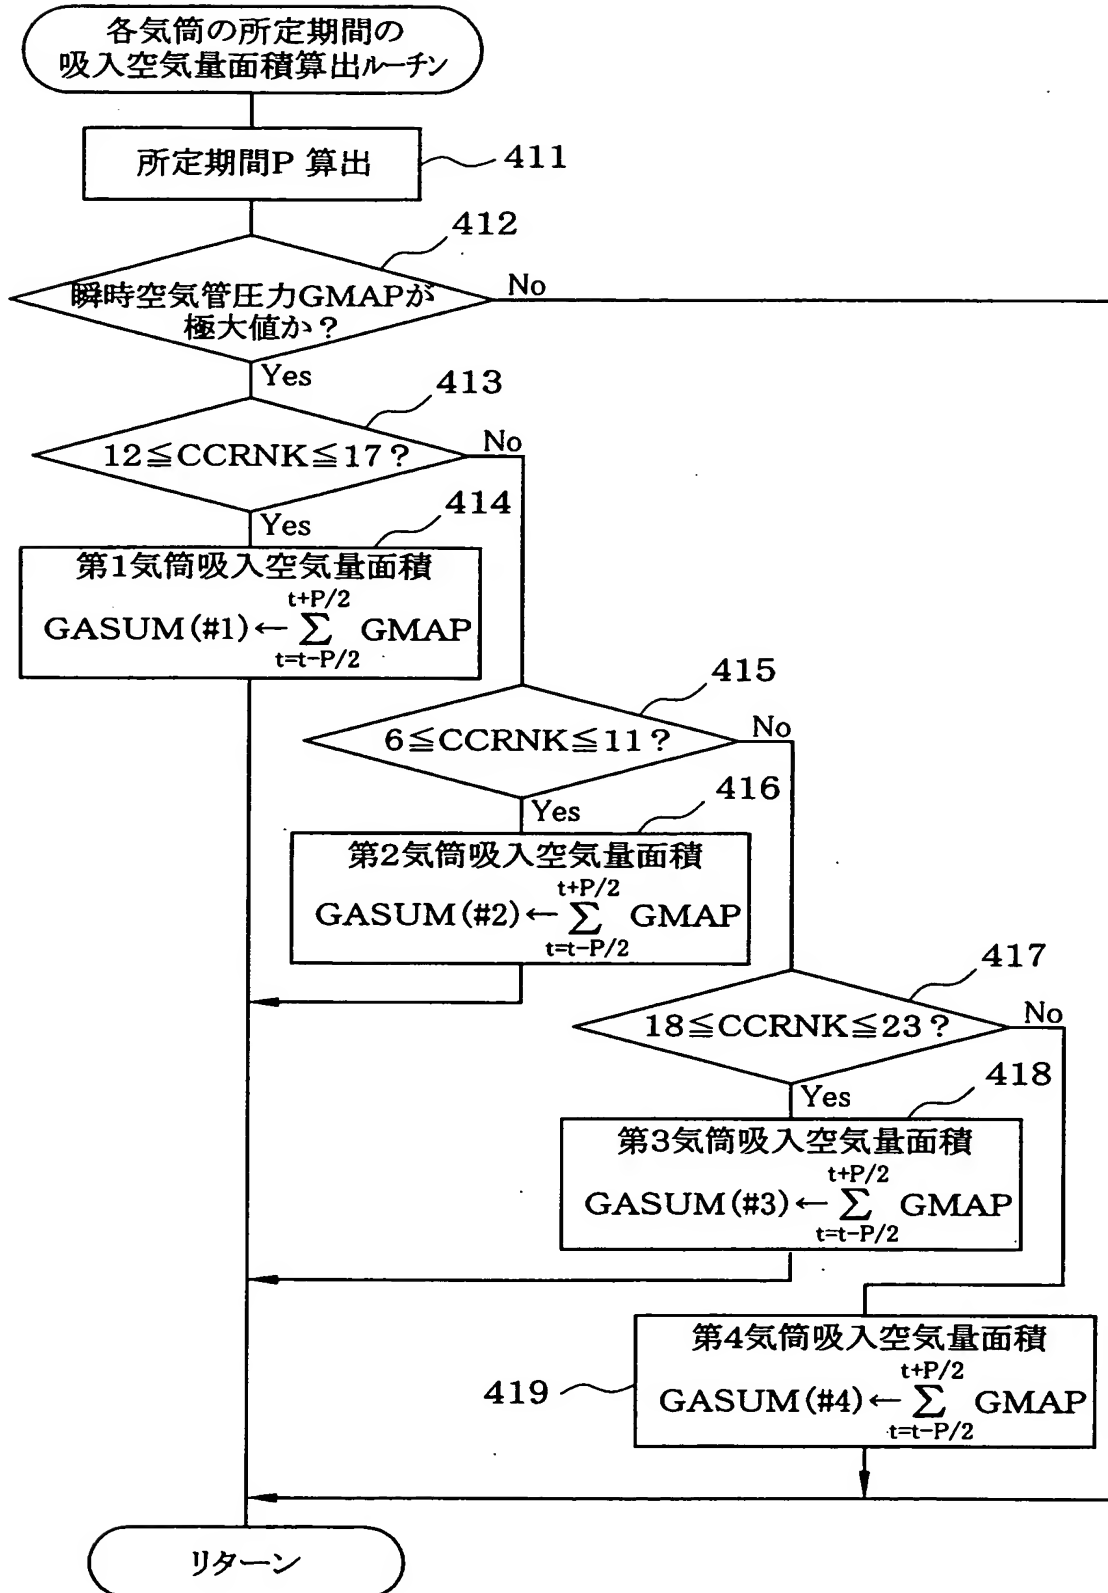 各気筒の所定期間の
吸入空気量面積算出ルーチン
所定期間P 算出
411
412
瞬時空気管圧力GMAPが
極大値か？
No
Yes
413
12≦CCRNK≦17？
No
Yes
414
第1気筒吸入空気量面積
t+P/2
GASUM(#1)←∑ GMAP
t=t-P/2
415
6≦CCRNK≦11？
No
Yes
416
第2気筒吸入空気量面積
t+P/2
GASUM(#2)←∑ GMAP
t=t-P/2
417
18≦CCRNK≦23？
No
Yes
418
第3気筒吸入空気量面積
t+P/2
GASUM(#3)←∑ GMAP
t=t-P/2
第4気筒吸入空気量面積
t+P/2
419
GASUM(#4)←∑ GMAP
t=t-P/2
リターン